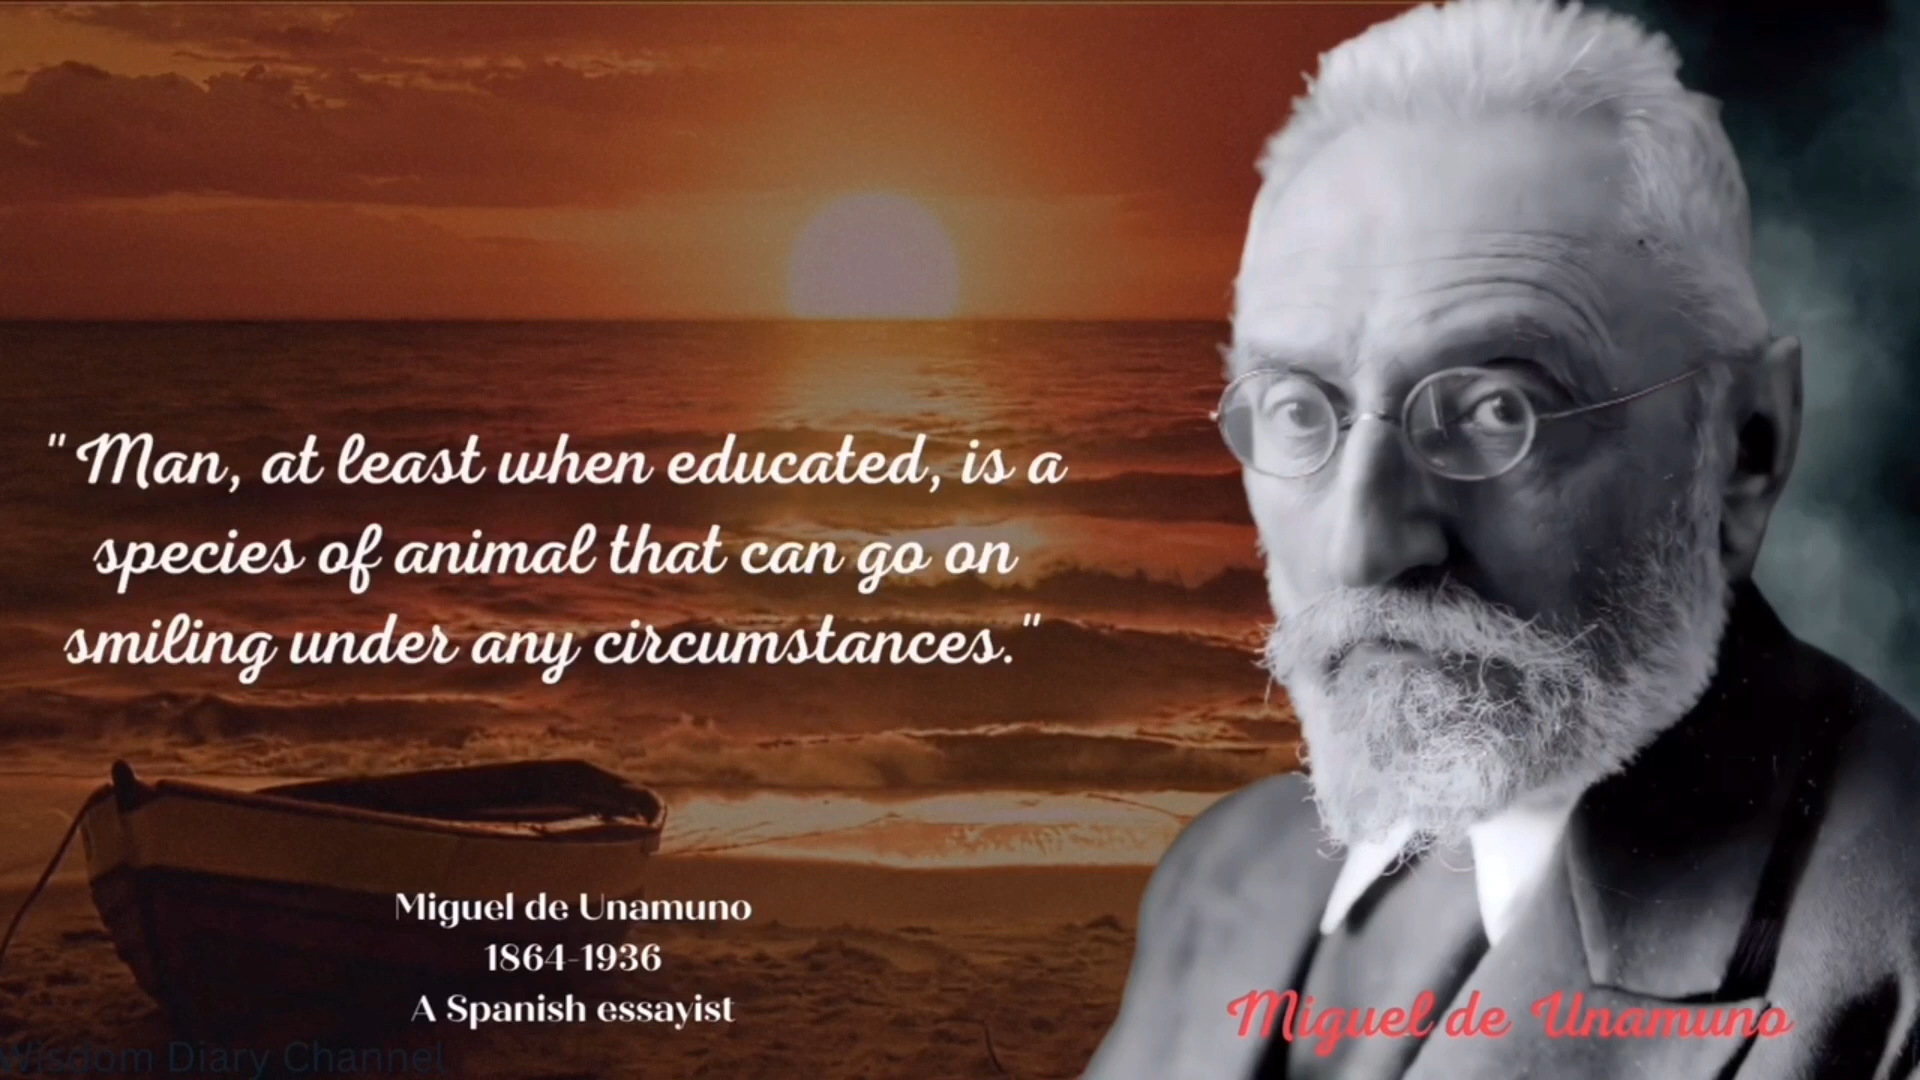 "Man, at least when educated, is a
species of animal that can go on
smiling under any circumstances."
Miguel de Unamuno
1864-1936
A Spanish essayist
Miguel de Unamuno
Wisdom Diary Channel